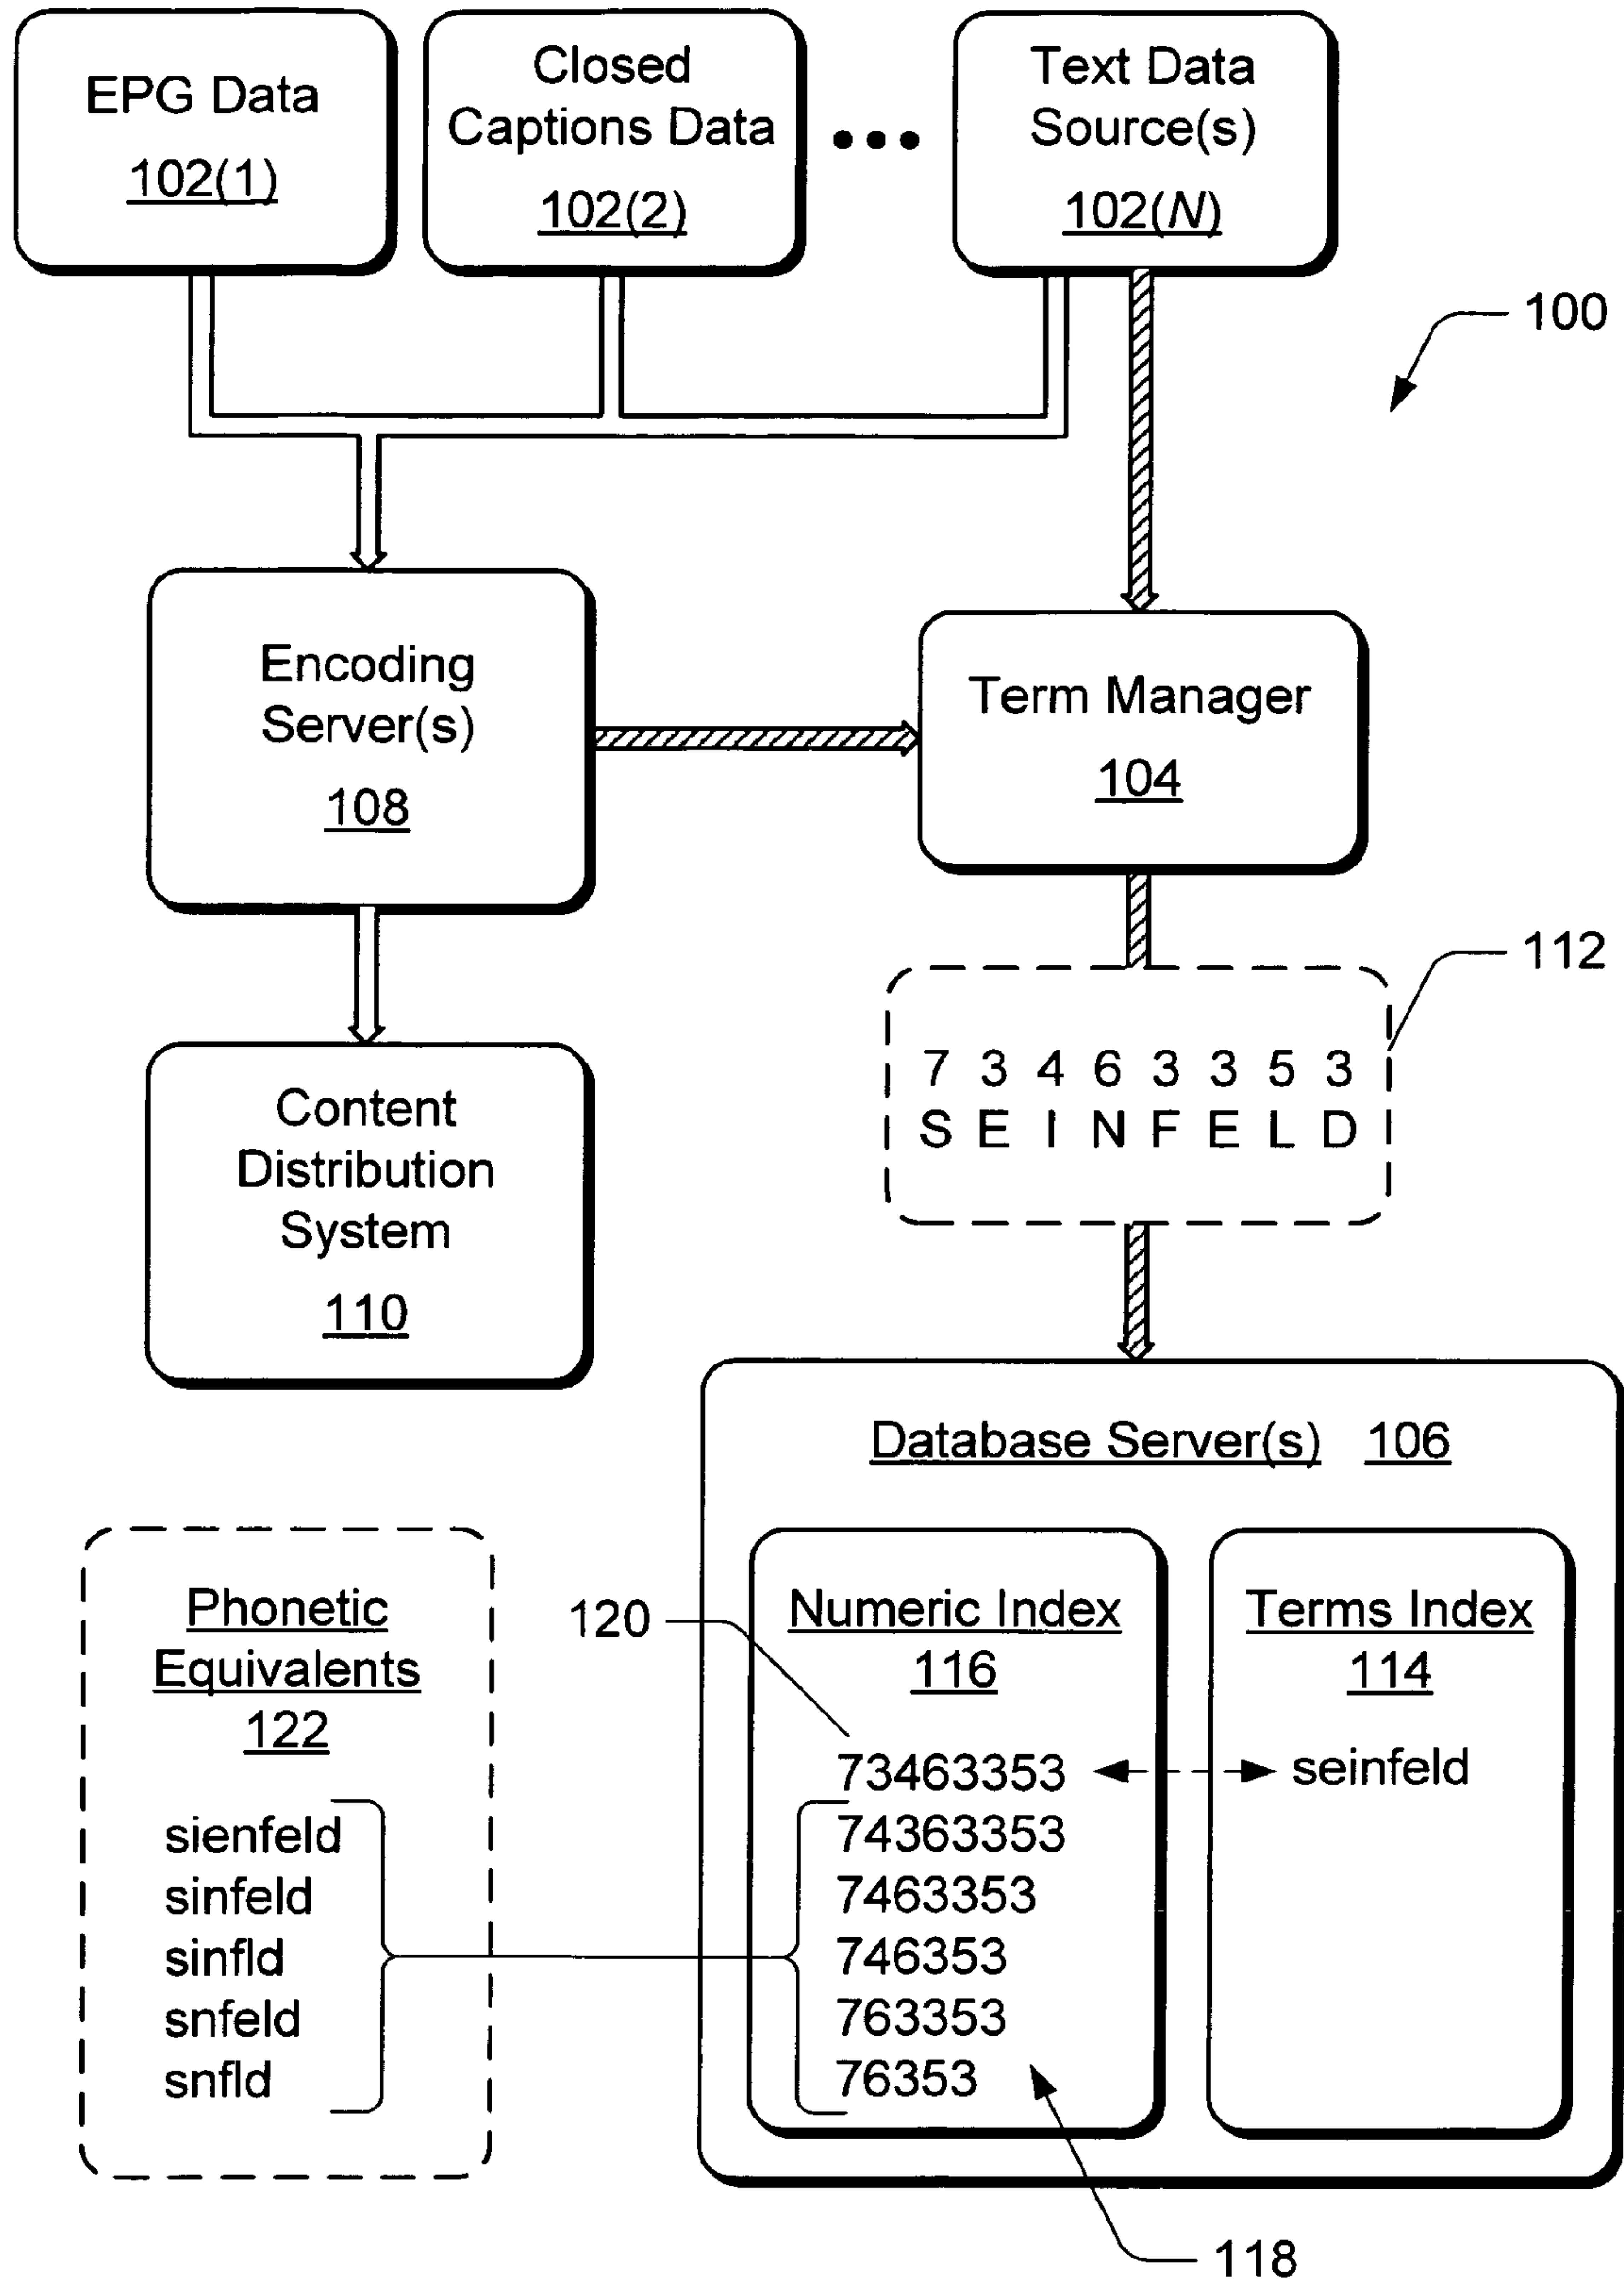 EPG Data
102(1)
Closed
Captions Data
102(2)
Text Data
Source(s)
102(N)
100
Encoding
Server(s)
108
Term Manager
104
112
7 3 4 6 3 3 5 3
S E I N F E L D
Content
Distribution
System
110
Database Server(s) 106
Phonetic
Equivalents
122
sienfeld
sinfeld
sinfld
snfeld
snfld
120
Numeric Index
116
73463353
74363353
7463353
746353
763353
76353
Terms Index
114
seinfeld
118